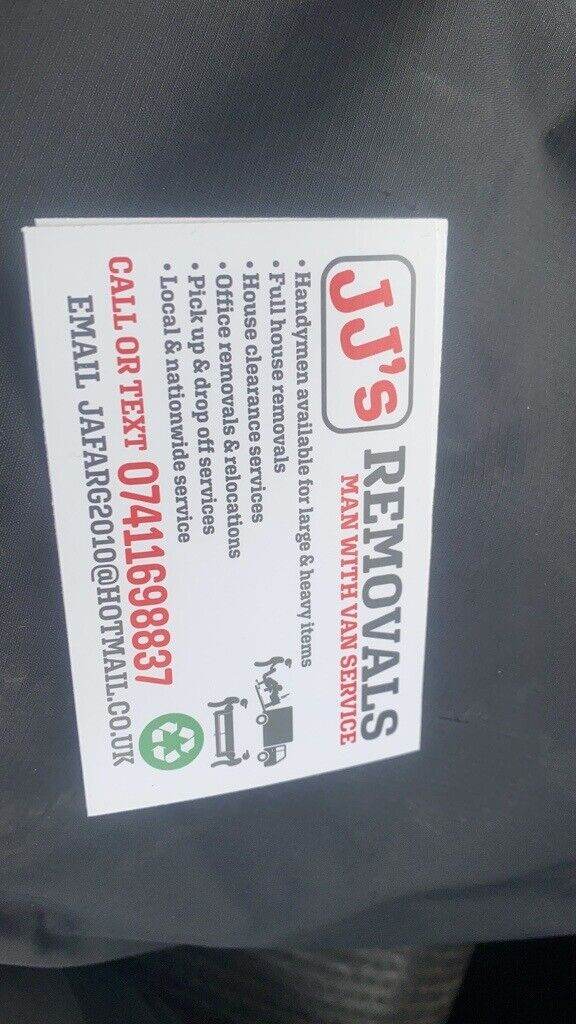 JJ's REMOVALS
MAN WITH VAN SERVICE
• Handymen available for large & heavy items
• Full house removals
• House clearance services
• Office removals & relocations
• Pick up & drop off services
• Local & nationwide service
CALL OR TEXT 07411698837
EMAIL JAFARG2010@HOTMAIL.CO.UK